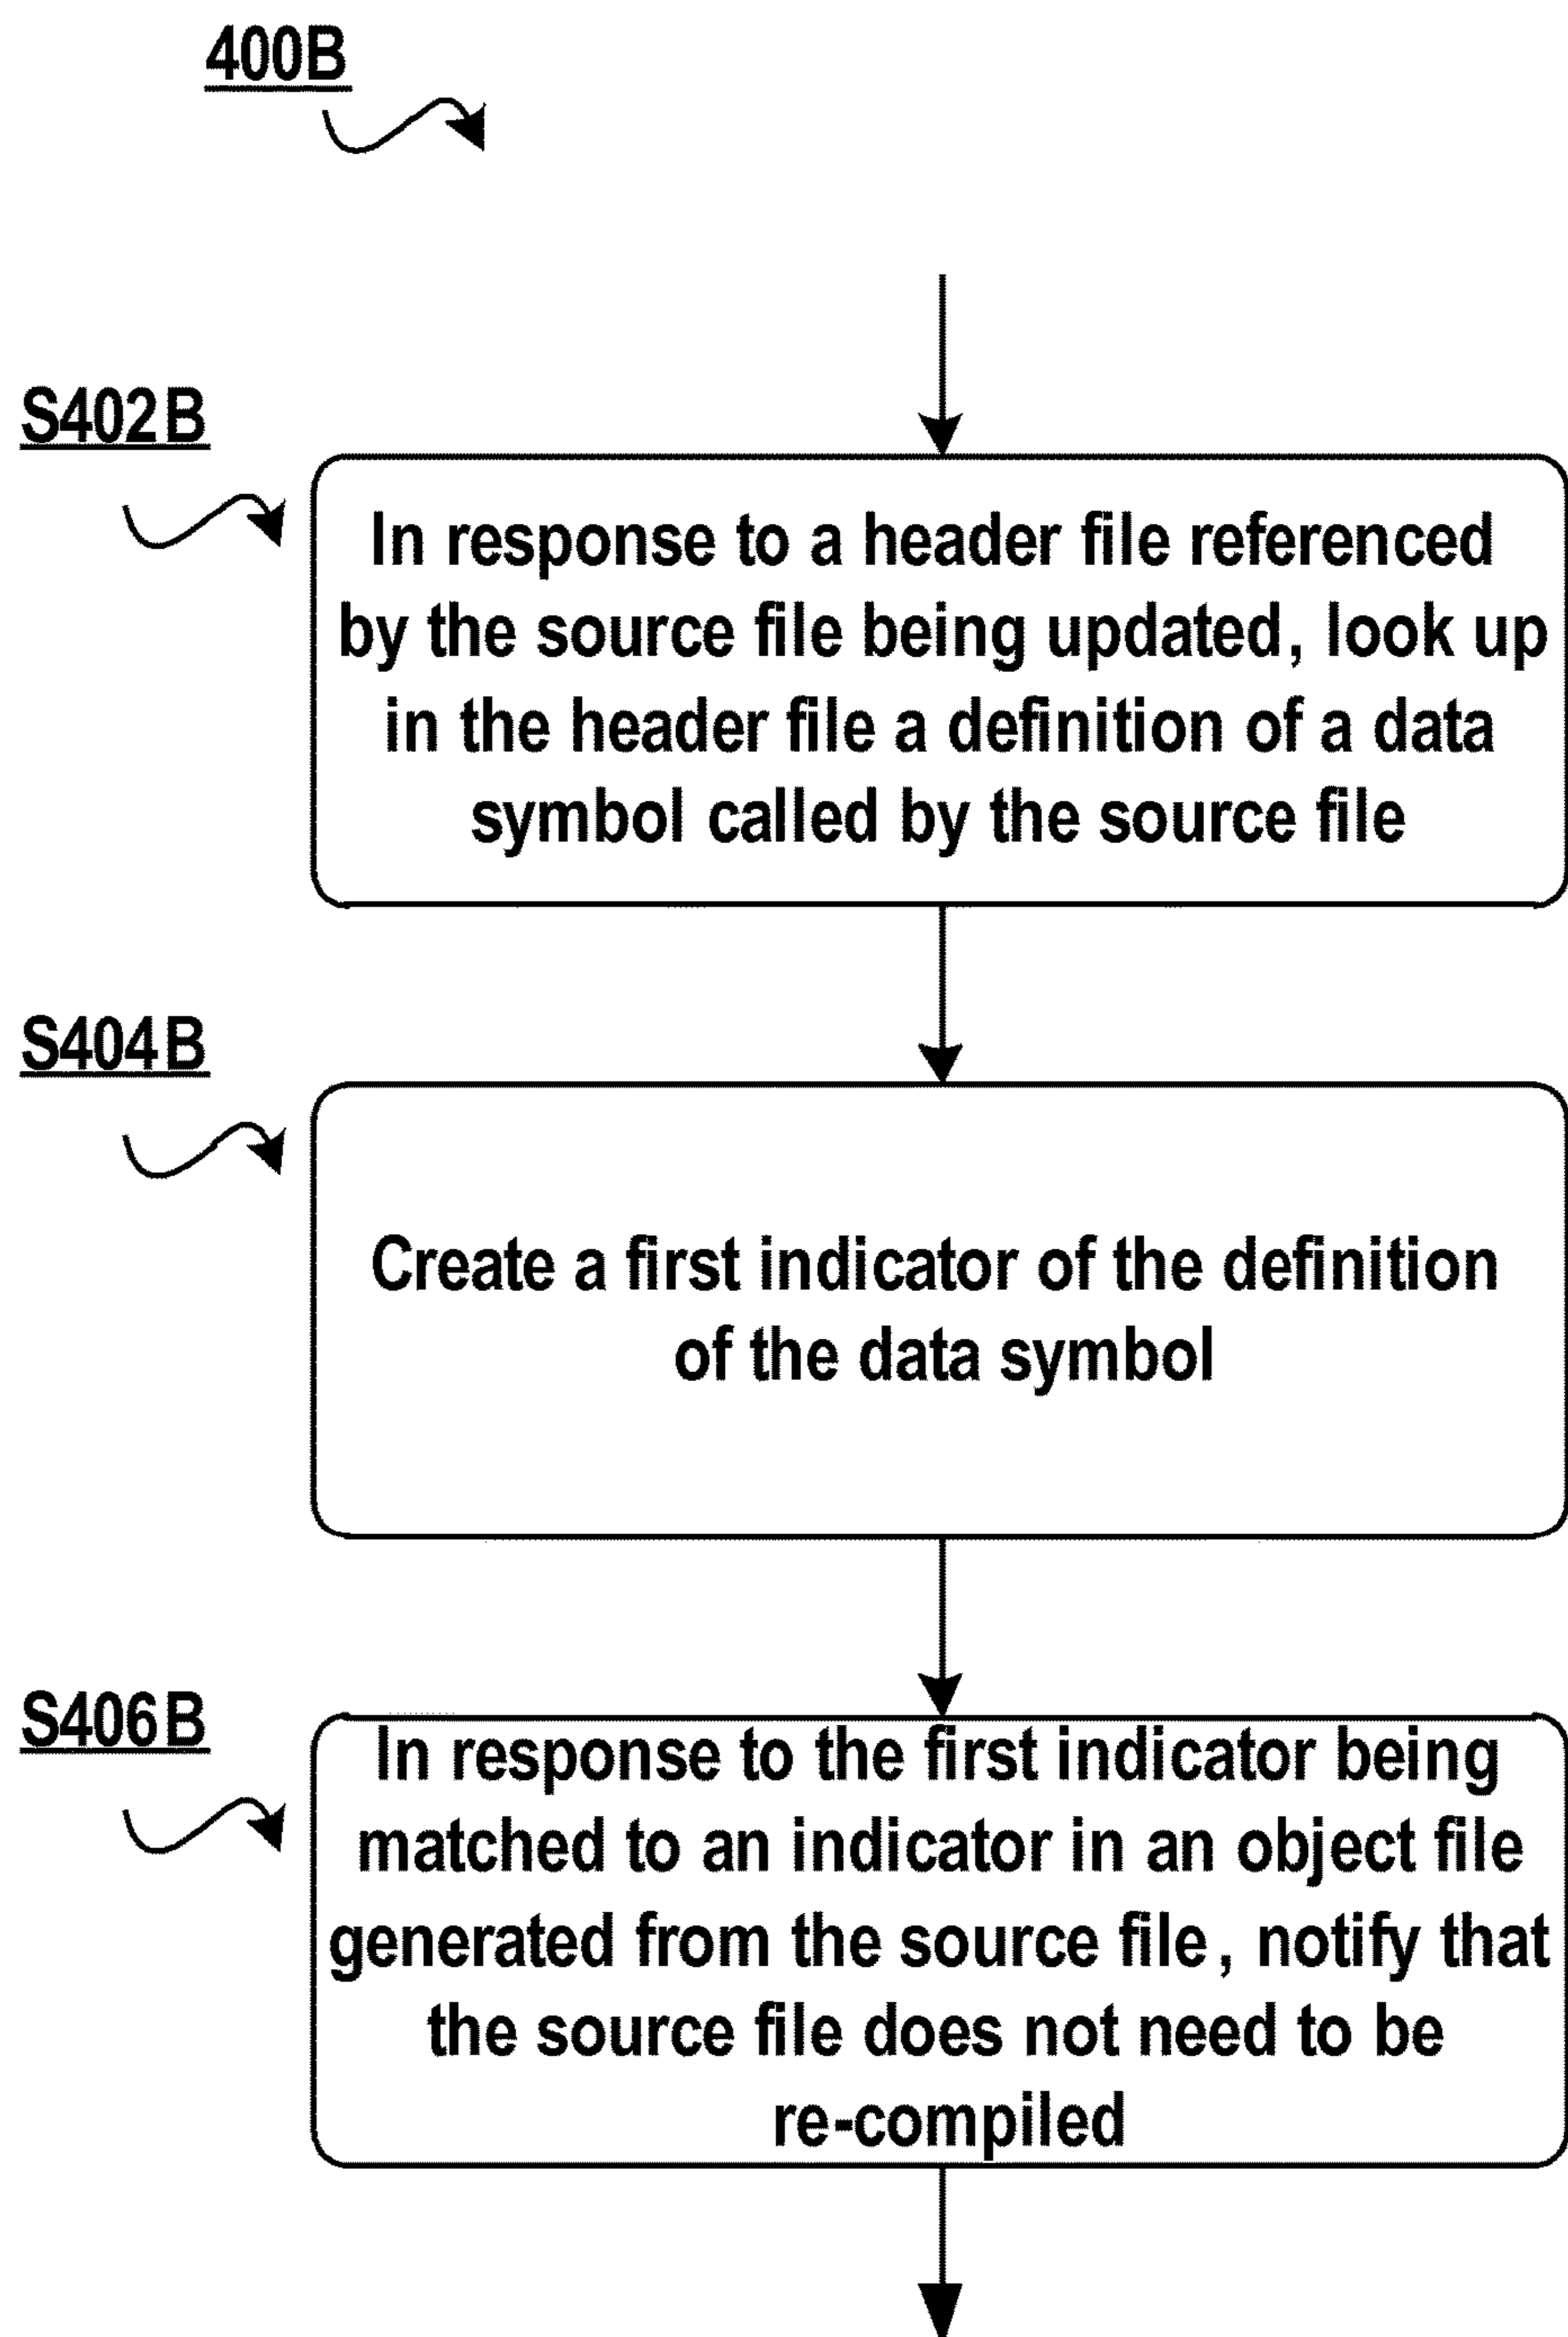 400B
S402B
In response to a header file referenced
by the source file being updated, look up
in the header file a definition of a data
symbol called by the source file
S404B
Create a first indicator of the definition
of the data symbol
S406B
In response to the first indicator being
matched to an indicator in an object file
generated from the source file, notify that
the source file does not need to be
re-compiled